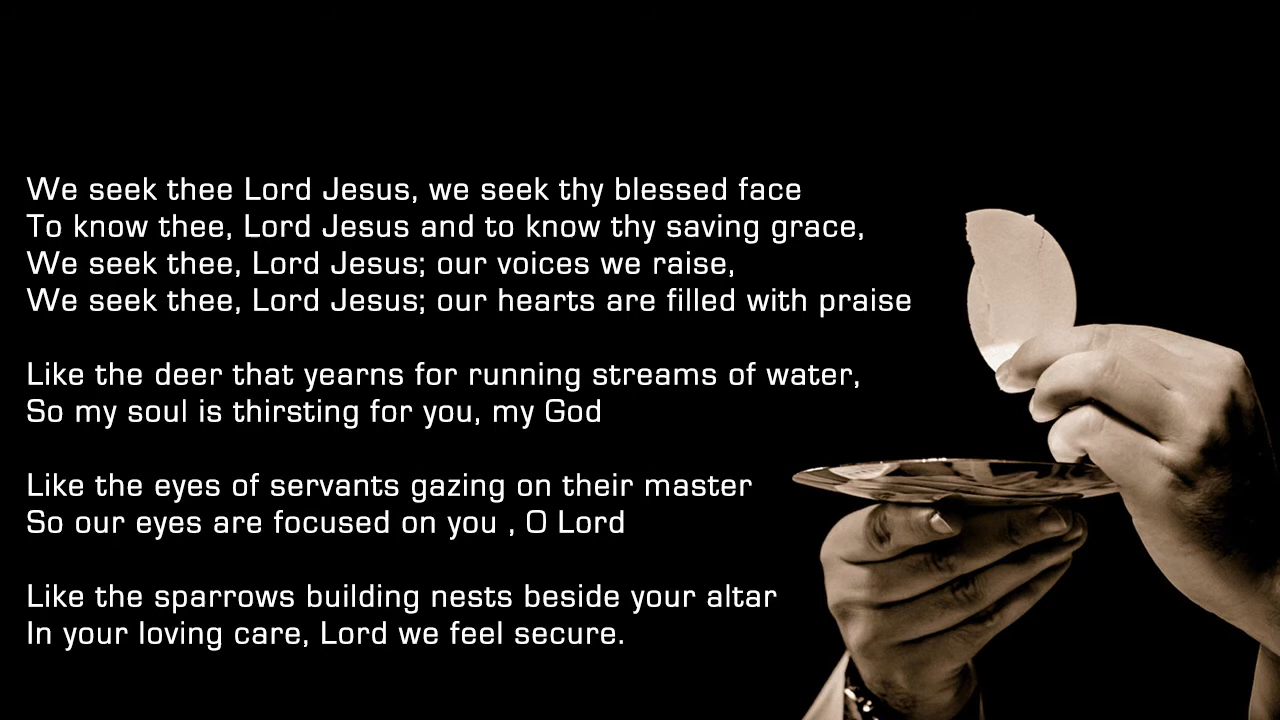 We seek thee Lord Jesus, we seek thy blessed face
To know thee, Lord Jesus and to know thy saving grace,
We seek thee, Lord Jesus; our voices we raise,
We seek thee, Lord Jesus; our hearts are filled with praise
Like the deer that yearns for running streams of water,
So my soul is thirsting for you, my God
Like the eyes of servants gazing on their master
So our eyes are focused on you , O Lord
Like the sparrows building nests beside your altar
In your loving care, Lord we feel secure.